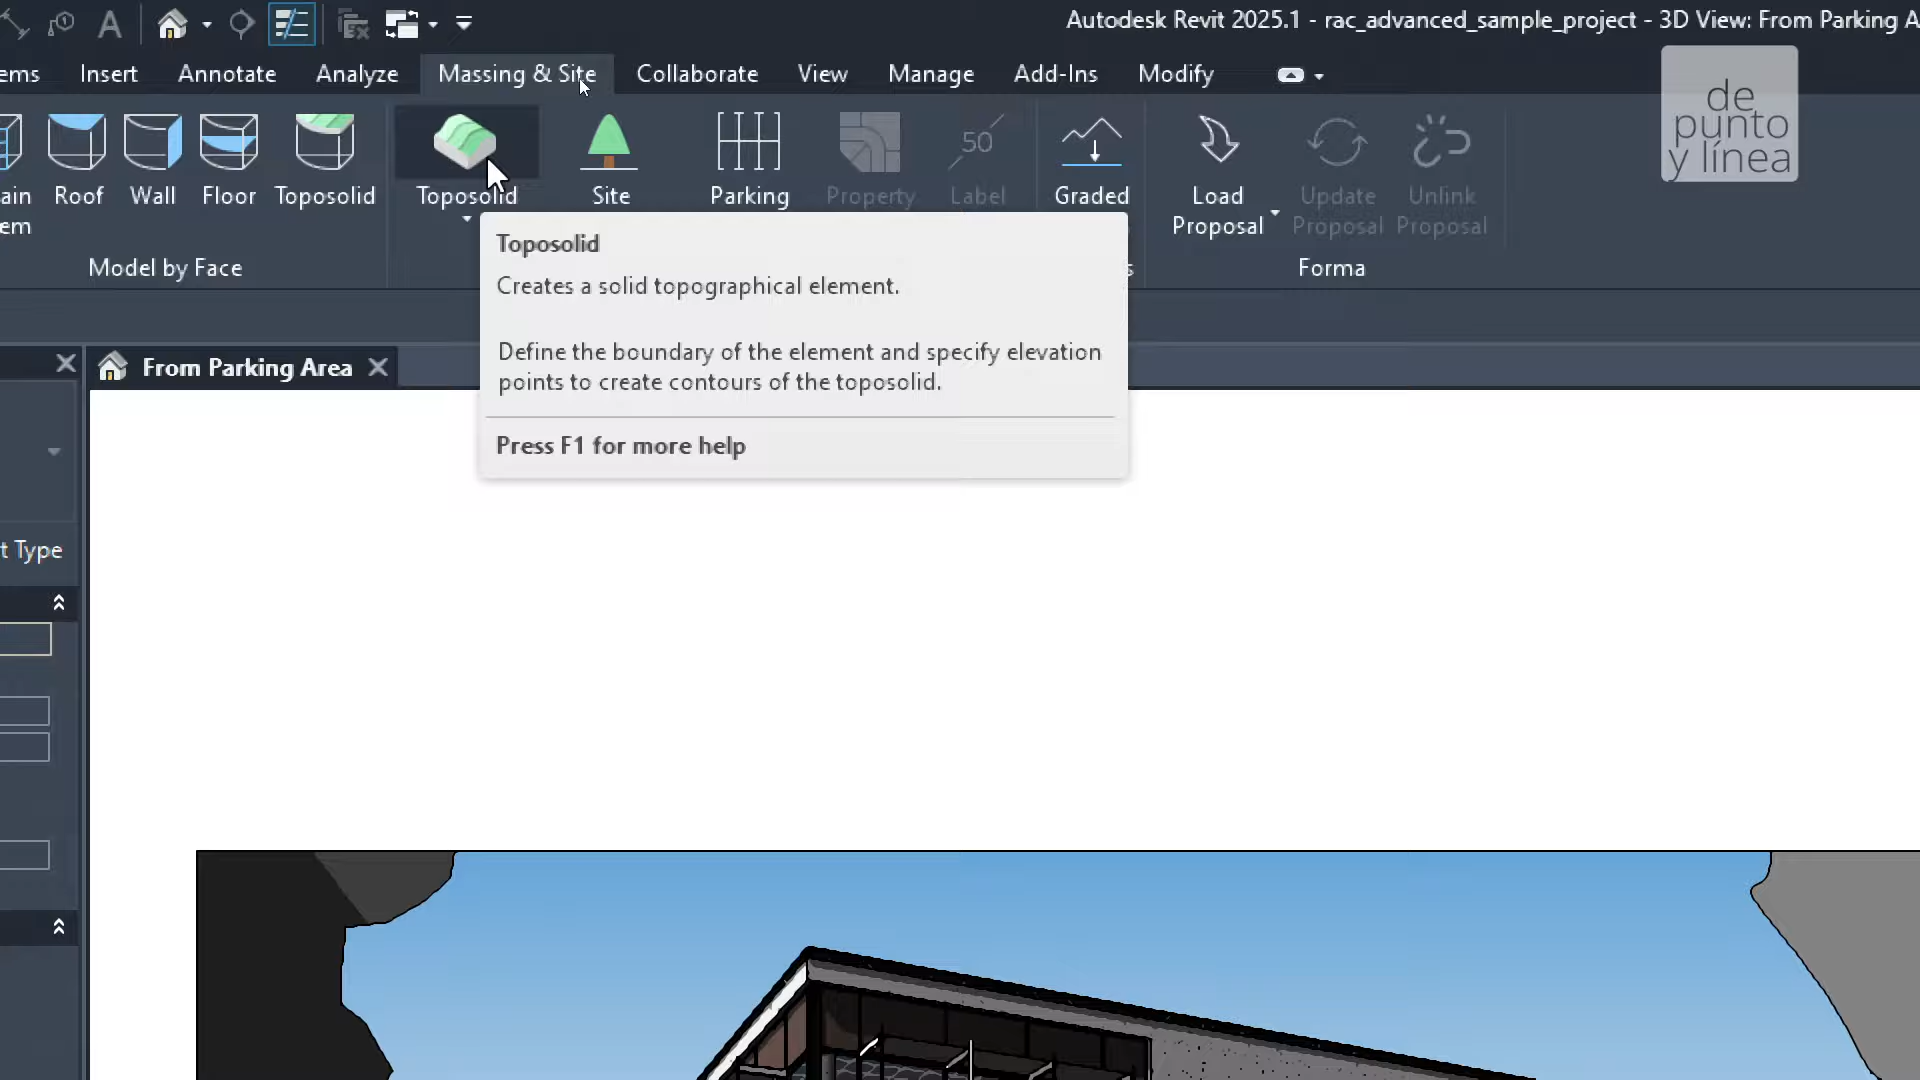 A
Autodesk Revit 2025.1 - rac_advanced_sample_project - 3D View: From Parking A
ems Insert Annotate Analyze Massing & Site Collaborate View Manage Add-Ins Modify
de
punto
y línea
50
ain Roof Wall Floor Toposolid Toposolid Site Parking Property Label Graded Load Update Unlink
em Proposal Proposal Proposal
Model by Face s Forma
Toposolid
Creates a solid topographical element.
Define the boundary of the element and specify elevation
points to create contours of the toposolid.
Press F1 for more help
From Parking Area
t Type